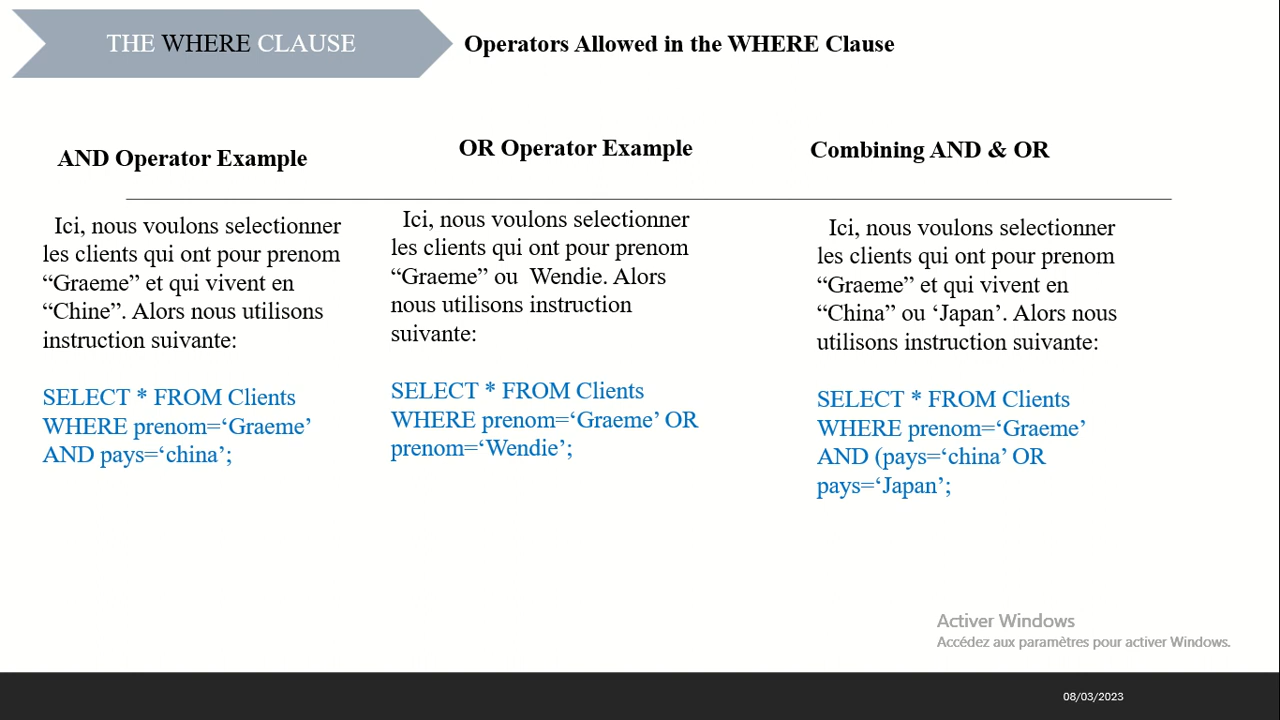 THE WHERE CLAUSE
Operators Allowed in the WHERE Clause
AND Operator Example
Ici, nous voulons selectionner
les clients qui ont pour prenom
“Graeme” et qui vivent en
“Chine”. Alors nous utilisons
instruction suivante:
SELECT * FROM Clients
WHERE prenom=‘Graeme’
AND pays=‘china’;
OR Operator Example
Ici, nous voulons selectionner
les clients qui ont pour prenom
“Graeme” ou Wendie. Alors
nous utilisons instruction
suivante:
SELECT * FROM Clients
WHERE prenom=‘Graeme’ OR
prenom=‘Wendie’;
Combining AND & OR
Ici, nous voulons selectionner
les clients qui ont pour prenom
“Graeme” et qui vivent en
“China” ou ‘Japan’. Alors nous
utilisons instruction suivante:
SELECT * FROM Clients
WHERE prenom=‘Graeme’
AND (pays=‘china’ OR
pays=‘Japan’;
Activer Windows
Accédez aux paramètres pour activer Windows.
08/03/2023